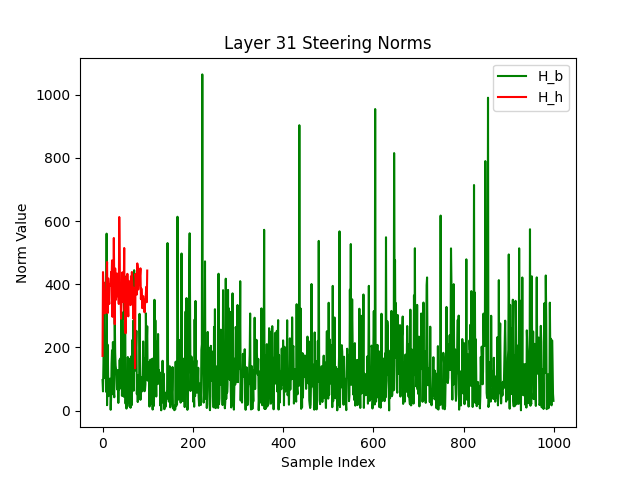 Layer 31 Steering Norms
H_b
H_h
1000
800
600
400
200
0
Norm Value
0 200 400 600 800 1000
Sample Index